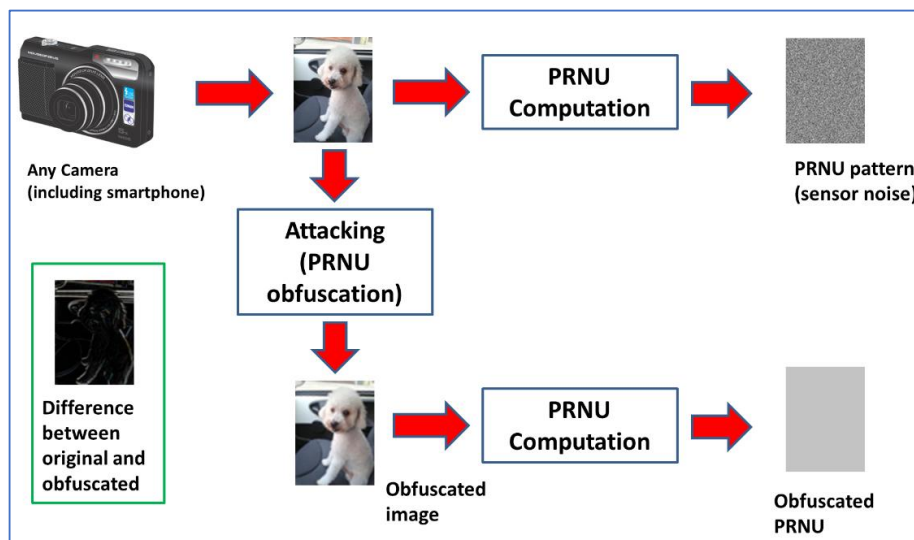 PRNU
Computation
Any Camera
(including smartphone)
PRNU pattern
(sensor noise)
Attacking
(PRNU
obfuscation)
Difference
between
original and
obfuscated
PRNU
Computation
Obfuscated
image
Obfuscated
PRNU